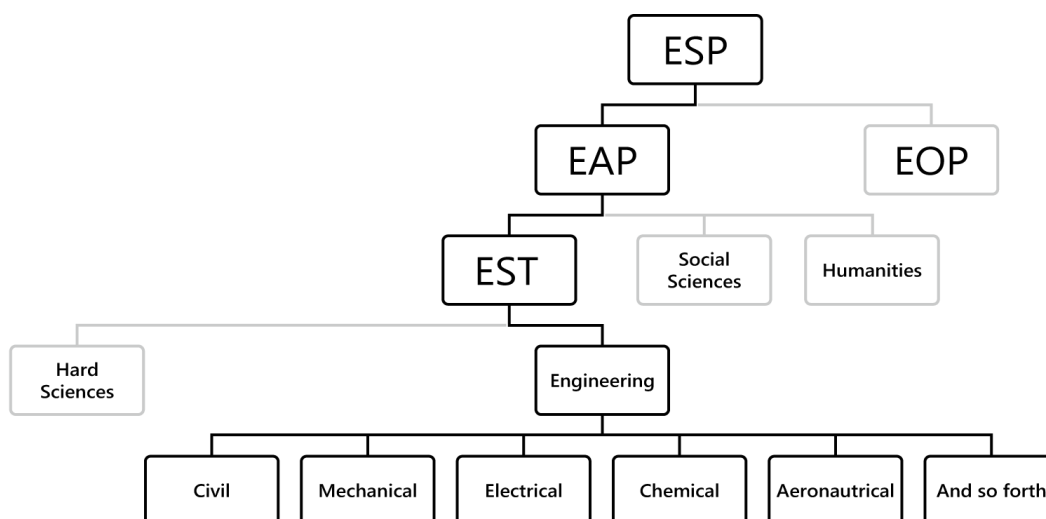 ESP
EAP
EOP
EST
Social
Sciences
Humanities
Hard
Sciences
Engineering
Civil
Mechanical
Electrical
Chemical
Aeronautrical
And so forth